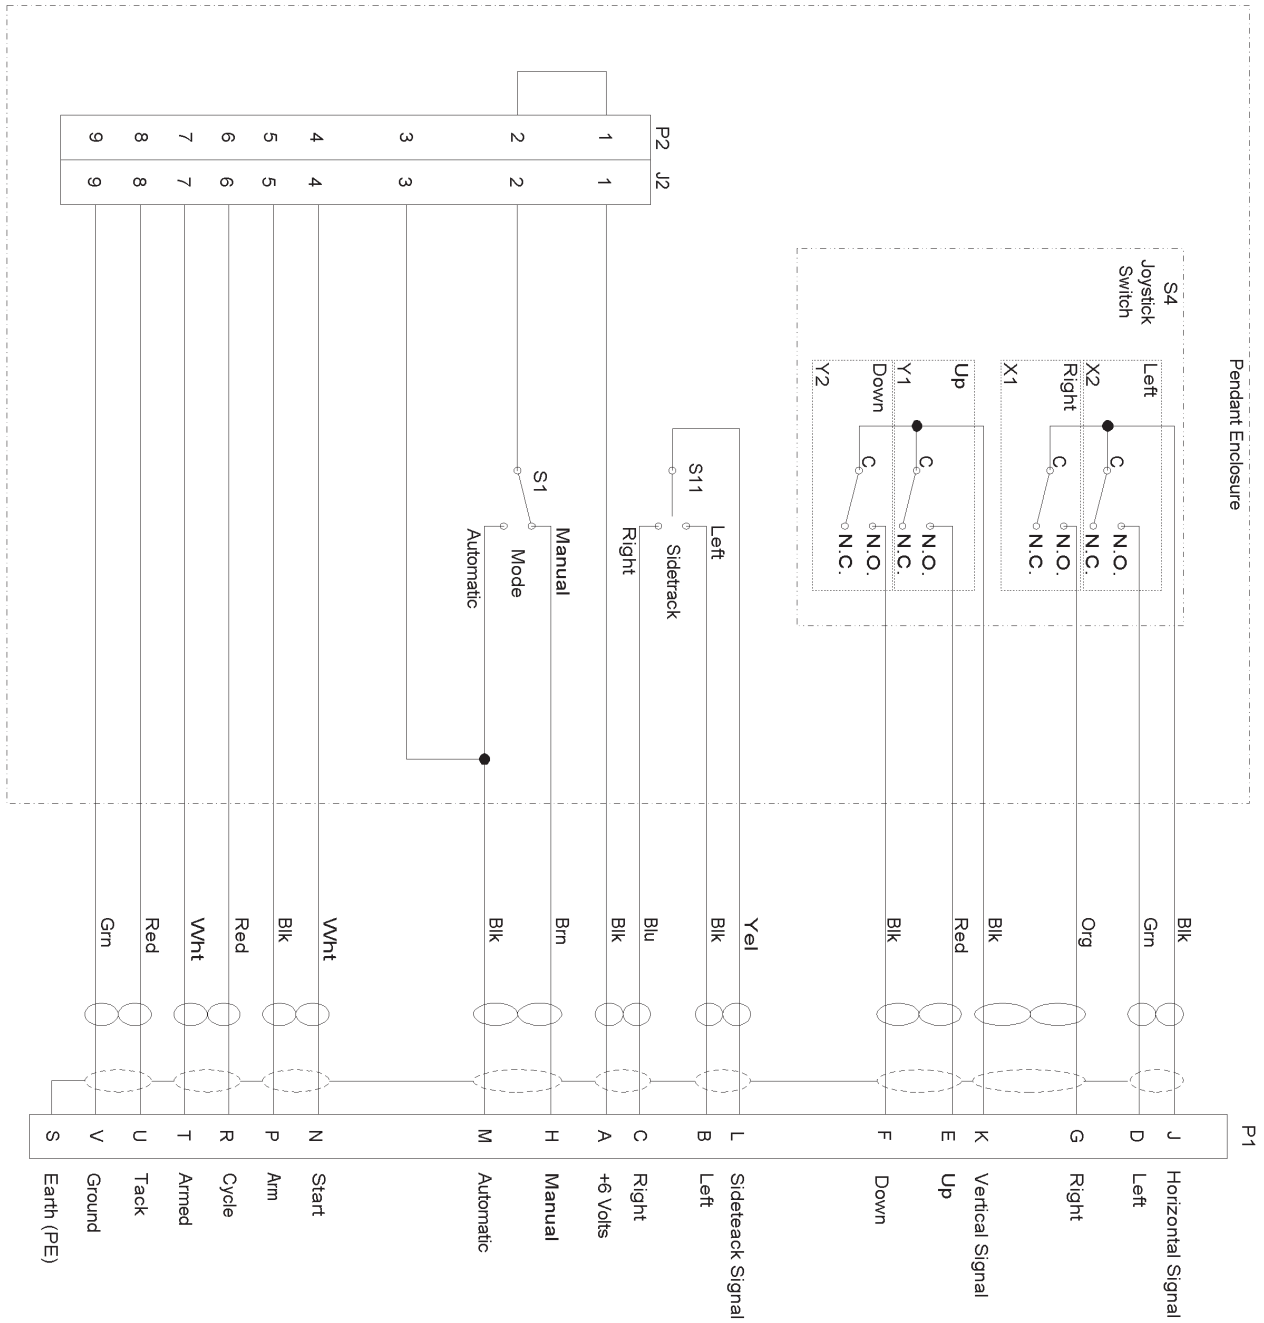 9 8 7 6 5 4 3 2 1 P2
9 8 7 6 5 4 3 2 1 J2
S4
Joystick
Switch
Pendant Enclosure
Y2
Down
Y1
Up
X1
Right
X2
Left
C
C
C
C
N.C.
N.O.
N.C.
N.O.
N.C.
N.O.
N.C.
N.O.
S1
Automatic
Mode
Manual
S11
Right
Sidetrack
Left
Grn
Red
Wht
Red
Blk
Wht
Blk
Brn
Blk
Blu
Blk
Yel
Blk
Red
Blk
Org
Grn
Blk
P1
S V U T R P N M H A C B L F E K G D J
Earth (PE)
Ground
Tack
Armed
Cycle
Arm
Start
Automatic
Manual
+6 Volts
Right
Left
Sideteack Signal
Down
Up
Vertical Signal
Right
Left
Horizontal Signal